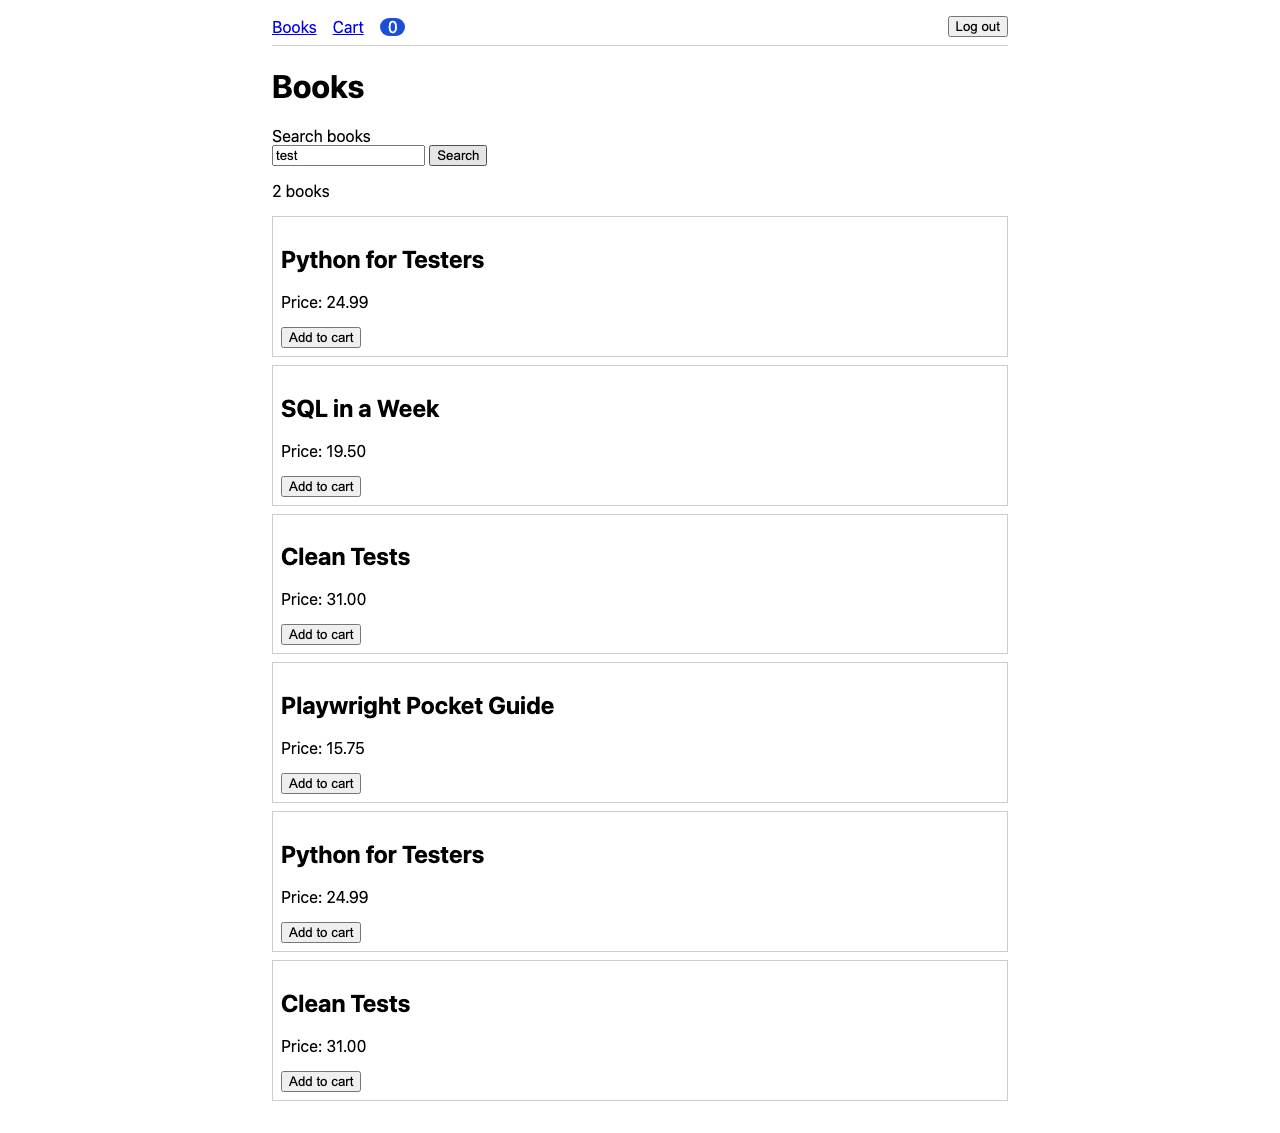 Books Cart 0 Log out
Books
Search books
test Search
2 books
Python for Testers
Price: 24.99
Add to cart
SQL in a Week
Price: 19.50
Add to cart
Clean Tests
Price: 31.00
Add to cart
Playwright Pocket Guide
Price: 15.75
Add to cart
Python for Testers
Price: 24.99
Add to cart
Clean Tests
Price: 31.00
Add to cart